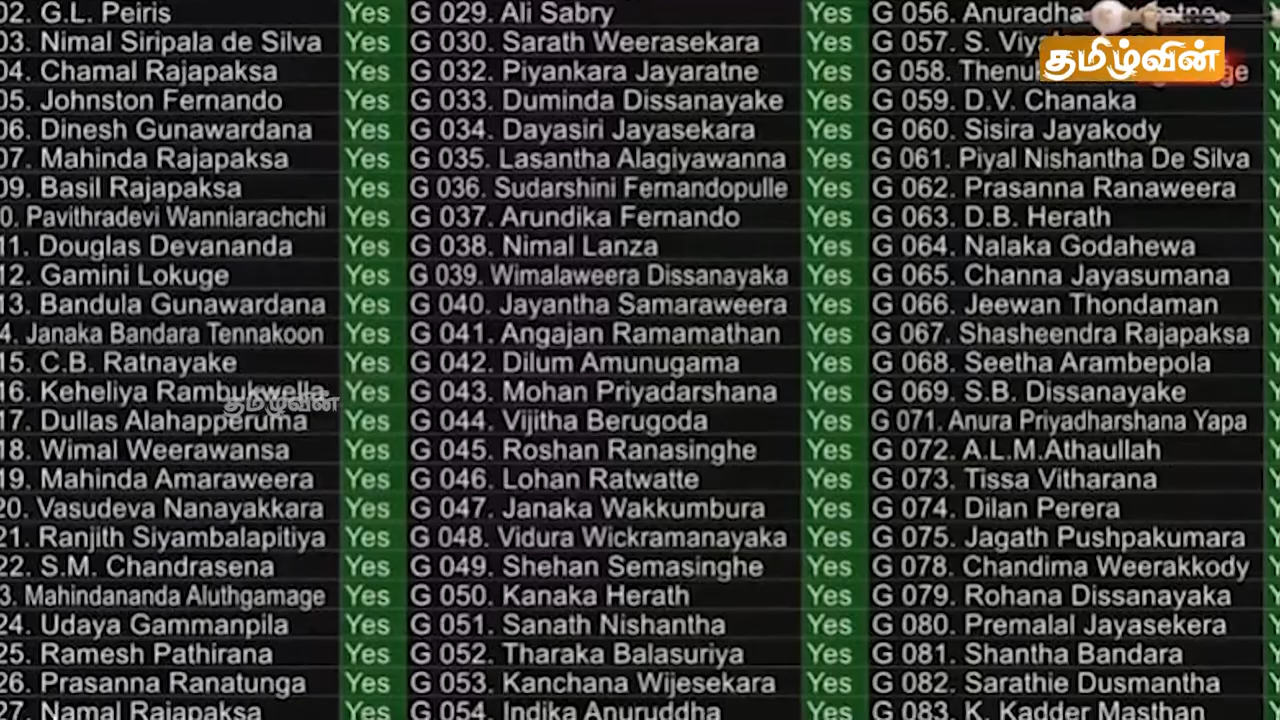 02. G.L. Peiris Yes G 029. Ali Sabry G 056. Anuradha
03. Nimal Siripala de Silva Yes G 030. Sarath Weerasekara Yes G 057. S.
04. Chamal Rajapaksa Yes G 032. Piyankara Jayaratne Yes G 058.
தமிழ்வின்
05. Johnston Fernando Yes G 033. Duminda Dissanayake Yes G 059. D.V. Chanaka
06. Dinesh Gunawardana Yes G 034. Dayasiri Jayasekara Yes G 060. Sisira Jayakody
07. Mahinda Rajapaksa Yes G 035. Lasantha Alagiyawanna Yes G 061. Piyal Nishantha De Silva
09. Basil Rajapaksa Yes G 036. Sudarshini Fernandopulle Yes G 062. Prasanna Ranaweera
0. Pavithradevi Wanniarachchi Yes G 037. Arundika Fernando Yes G 063. D.B. Herath
11. Douglas Devananda Yes G 038. Nimal Lanza Yes G 064. Nalaka Godahewa
12. Gamini Lokuge Yes G 039. Wimalaweera Dissanayaka Yes G 065. Channa Jayasumana
13. Bandula Gunawardana Yes G 040. Jayantha Samaraweera Yes G 066. Jeewan Thondaman
4. Janaka Bandara Tennakoon Yes G 041. Angajan Ramamathan Yes G 067. Shasheendra Rajapaksa
15. C.B. Ratnayake Yes G 042. Dilum Amunugama Yes G 068. Seetha Arambepola
16. Keheliya Rambukwella Yes G 043. Mohan Priyadarshana Yes G 069. S.B. Dissanayake
தமிழ்வின்
17. Dullas Alahapperuma Yes G 044. Vijitha Berugoda Yes G 071. Anura Priyadharshana Yapa
18. Wimal Weerawansa Yes G 045. Roshan Ranasinghe Yes G 072. A.L.M.Athaullah
19. Mahinda Amaraweera Yes G 046. Lohan Ratwatte Yes G 073. Tissa Vitharana
20. Vasudeva Nanayakkara Yes G 047. Janaka Wakkumbura Yes G 074. Dilan Perera
21. Ranjith Siyambalapitiya Yes G 048. Vidura Wickramanayaka Yes G 075. Jagath Pushpakumara
22. S.M. Chandrasena Yes G 049. Shehan Semasinghe Yes G 078. Chandima Weerakkody
3. Mahindananda Aluthgamage Yes G 050. Kanaka Herath Yes G 079. Rohana Dissanayaka
24. Udaya Gammanpila Yes G 051. Sanath Nishantha Yes G 080. Premalal Jayasekera
25. Ramesh Pathirana Yes G 052. Tharaka Balasuriya Yes G 081. Shantha Bandara
26. Prasanna Ranatunga Yes G 053. Kanchana Wijesekara Yes G 082. Sarathie Dusmantha
27. Namal Rajapaksa Yes G 054. Indika Anuruddha Yes G 083. K. Kadder Masthan